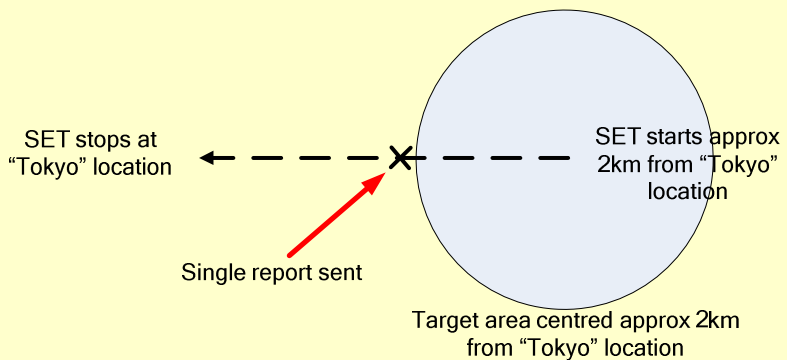 SET stops at
“Tokyo” location
SET starts approx
2km from “Tokyo”
location
Single report sent
Target area centred approx 2km
from “Tokyo” location